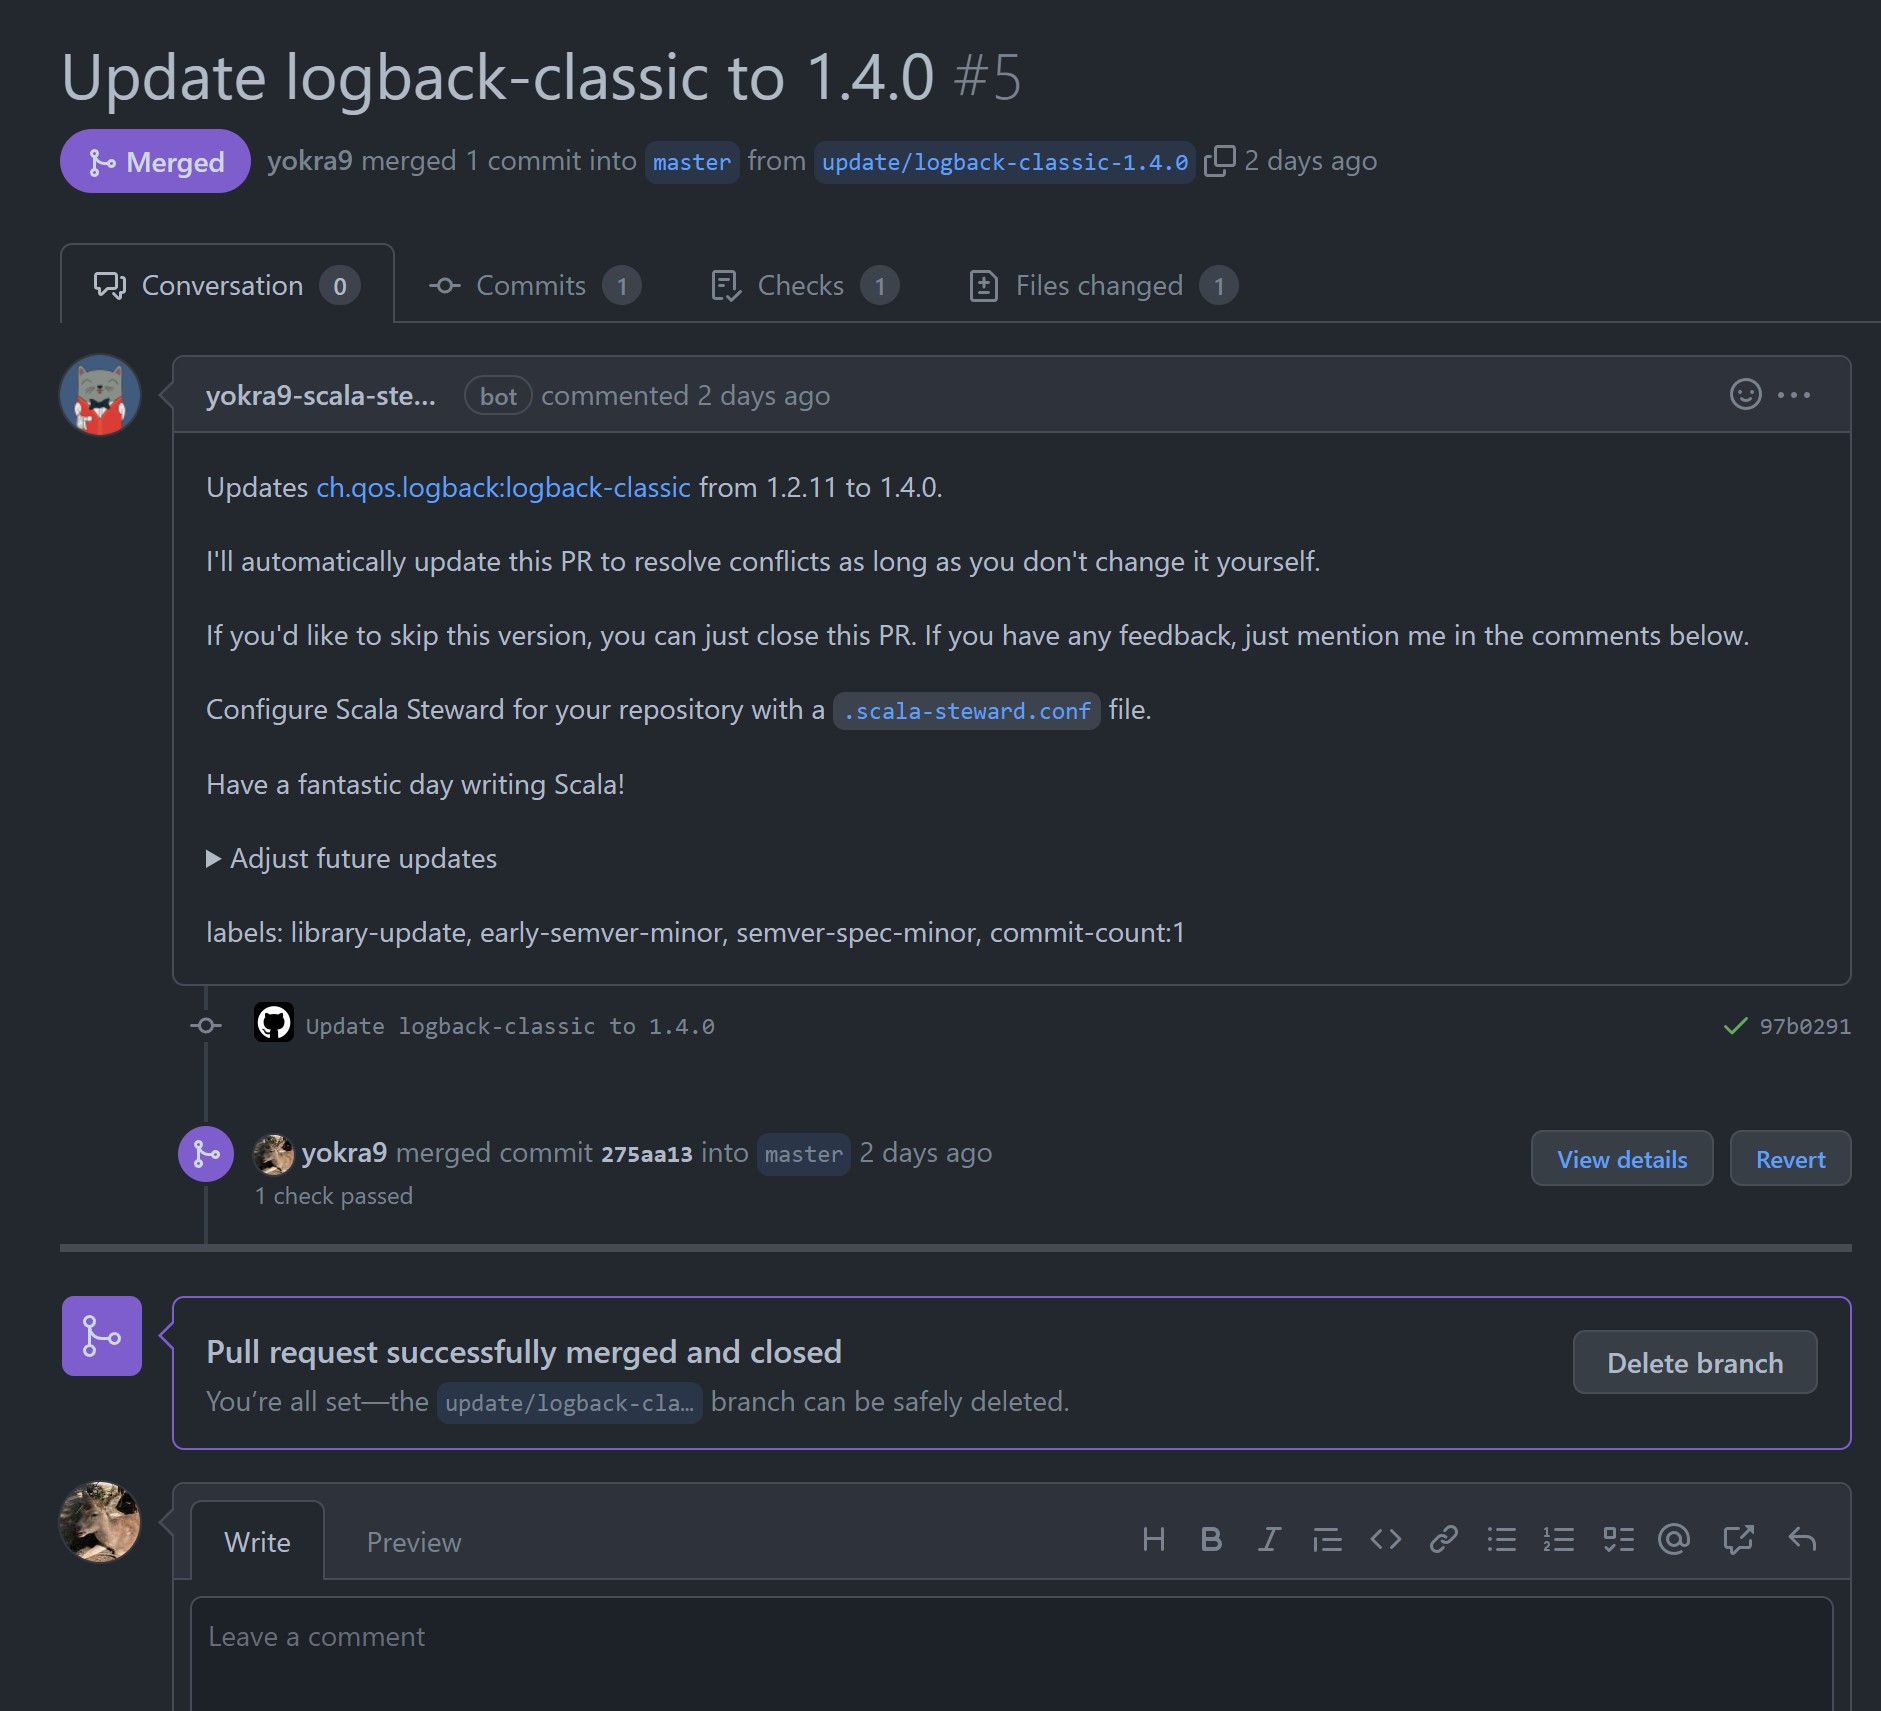 Update logback-classic to 1.4.0 #5
Merged yokra9 merged 1 commit into master from update/logback-classic-1.4.0 2 days ago
Conversation 0 Commits 1 Checks 1 Files changed 1
yokra9-scala-ste... bot commented 2 days ago
Updates ch.qos.logback:logback-classic from 1.2.11 to 1.4.0.
I'll automatically update this PR to resolve conflicts as long as you don't change it yourself.
If you'd like to skip this version, you can just close this PR. If you have any feedback, just mention me in the comments below.
Configure Scala Steward for your repository with a .scala-steward.conf file.
Have a fantastic day writing Scala!
Adjust future updates
labels: library-update, early-semver-minor, semver-spec-minor, commit-count:1
Update logback-classic to 1.4.0 97b0291
yokra9 merged commit 275aa13 into master 2 days ago View details Revert
1 check passed
Pull request successfully merged and closed
You’re all set—the update/logback-cla… branch can be safely deleted.
Delete branch
Write Preview
Leave a comment